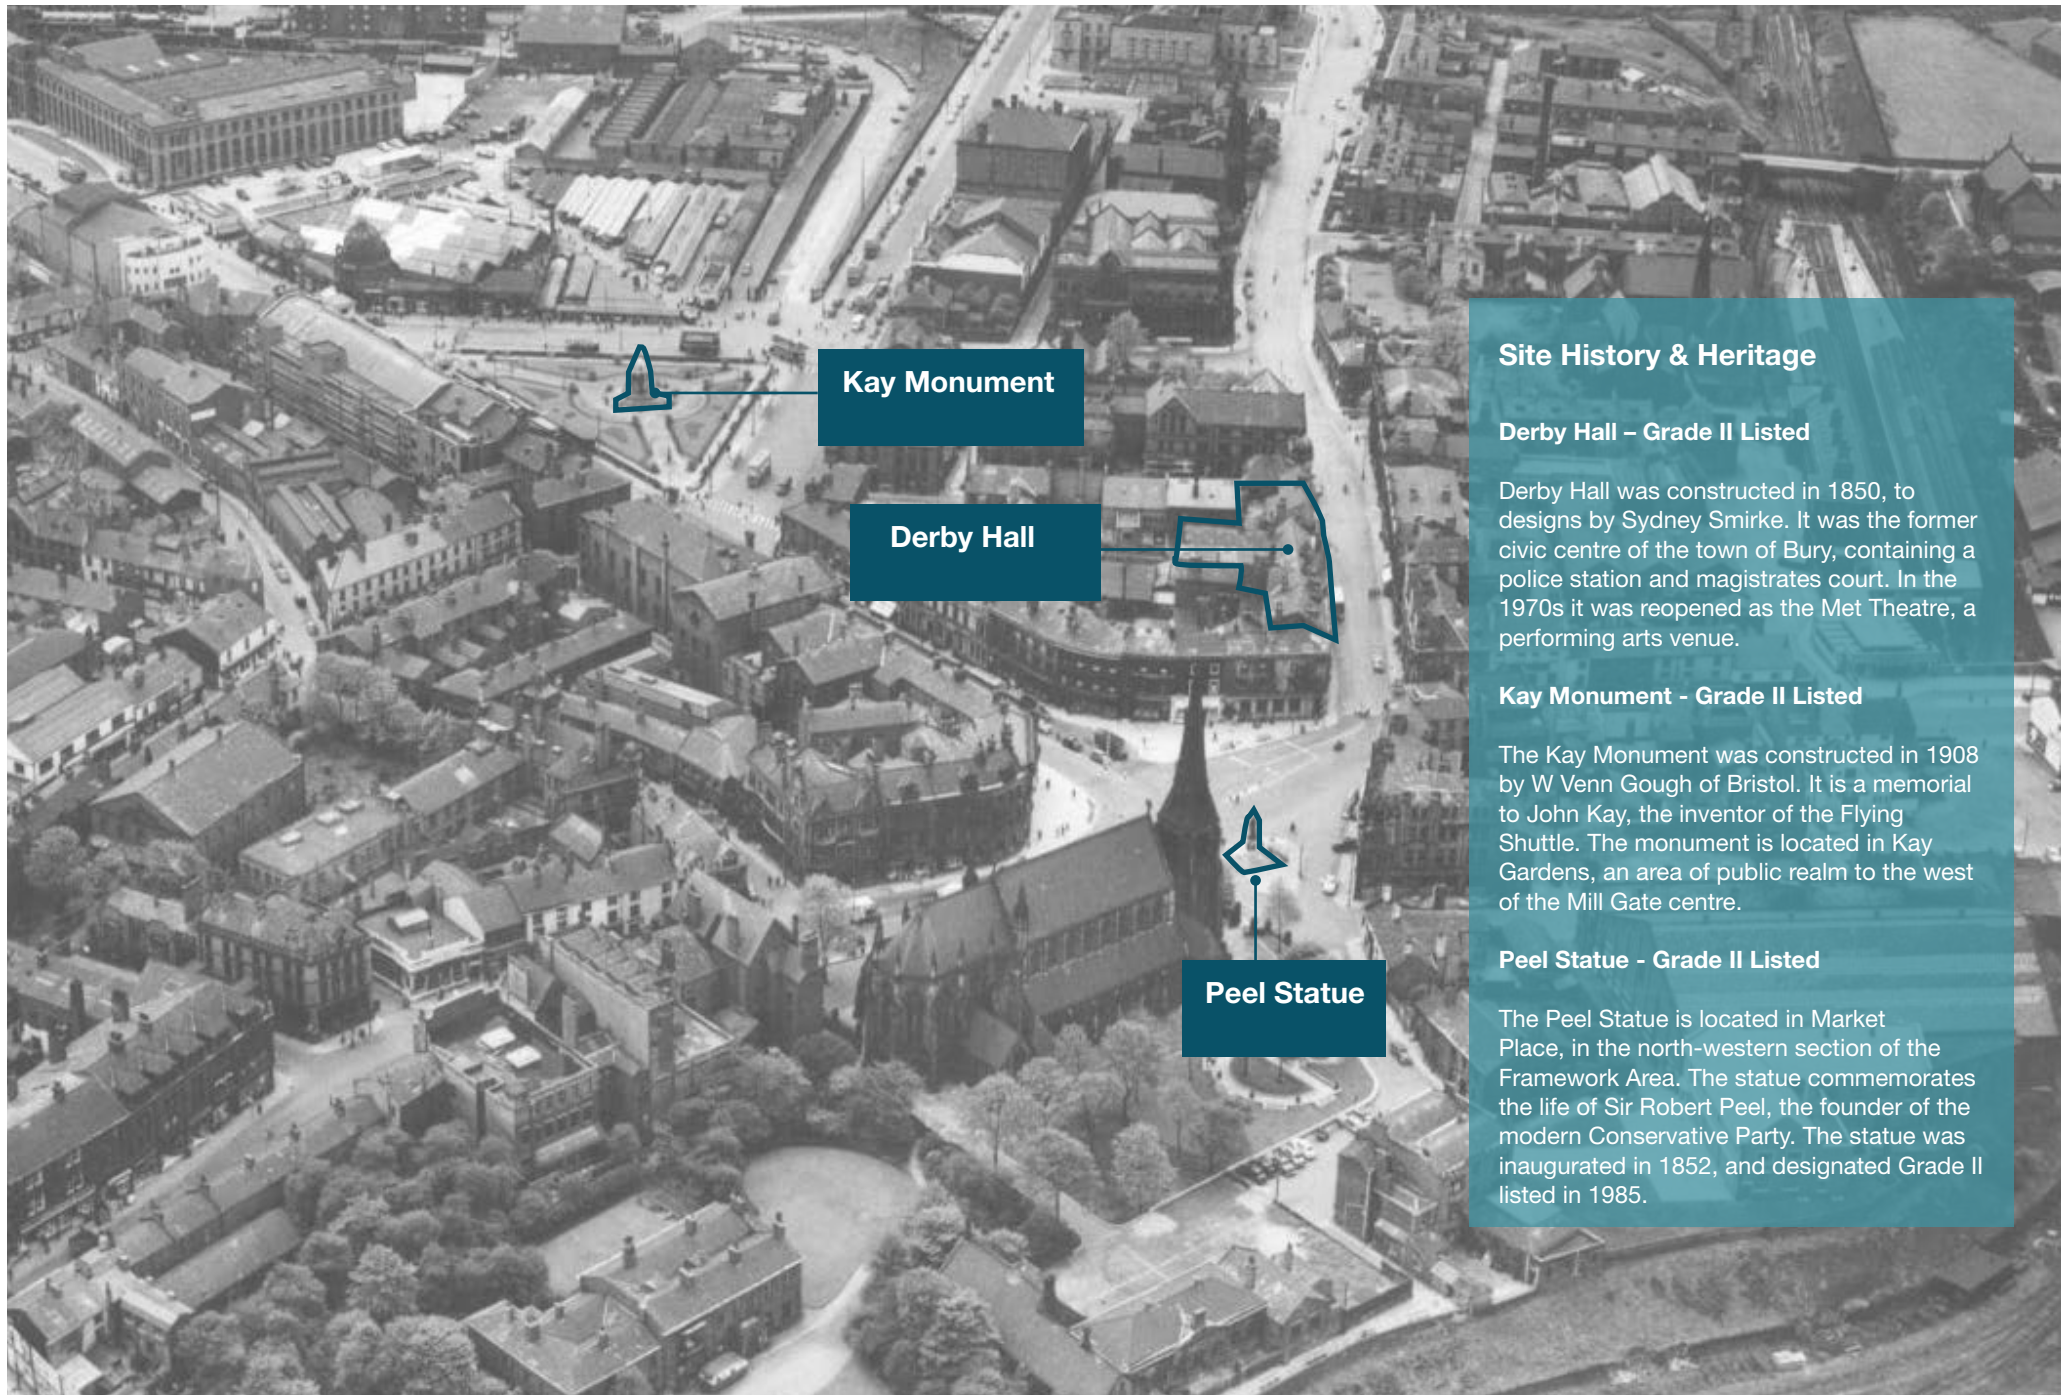 Kay Monument
Derby Hall
Peel Statue
Site History & Heritage
Derby Hall – Grade II Listed
Derby Hall was constructed in 1850, to
designs by Sydney Smirke. It was the former
civic centre of the town of Bury, containing a
police station and magistrates court. In the
1970s it was reopened as the Met Theatre, a
performing arts venue.
Kay Monument - Grade II Listed
The Kay Monument was constructed in 1908
by W Venn Gough of Bristol. It is a memorial
to John Kay, the inventor of the Flying
Shuttle. The monument is located in Kay
Gardens, an area of public realm to the west
of the Mill Gate centre.
Peel Statue - Grade II Listed
The Peel Statue is located in Market
Place, in the north-western section of the
Framework Area. The statue commemorates
the life of Sir Robert Peel, the founder of the
modern Conservative Party. The statue was
inaugurated in 1852, and designated Grade II
listed in 1985.